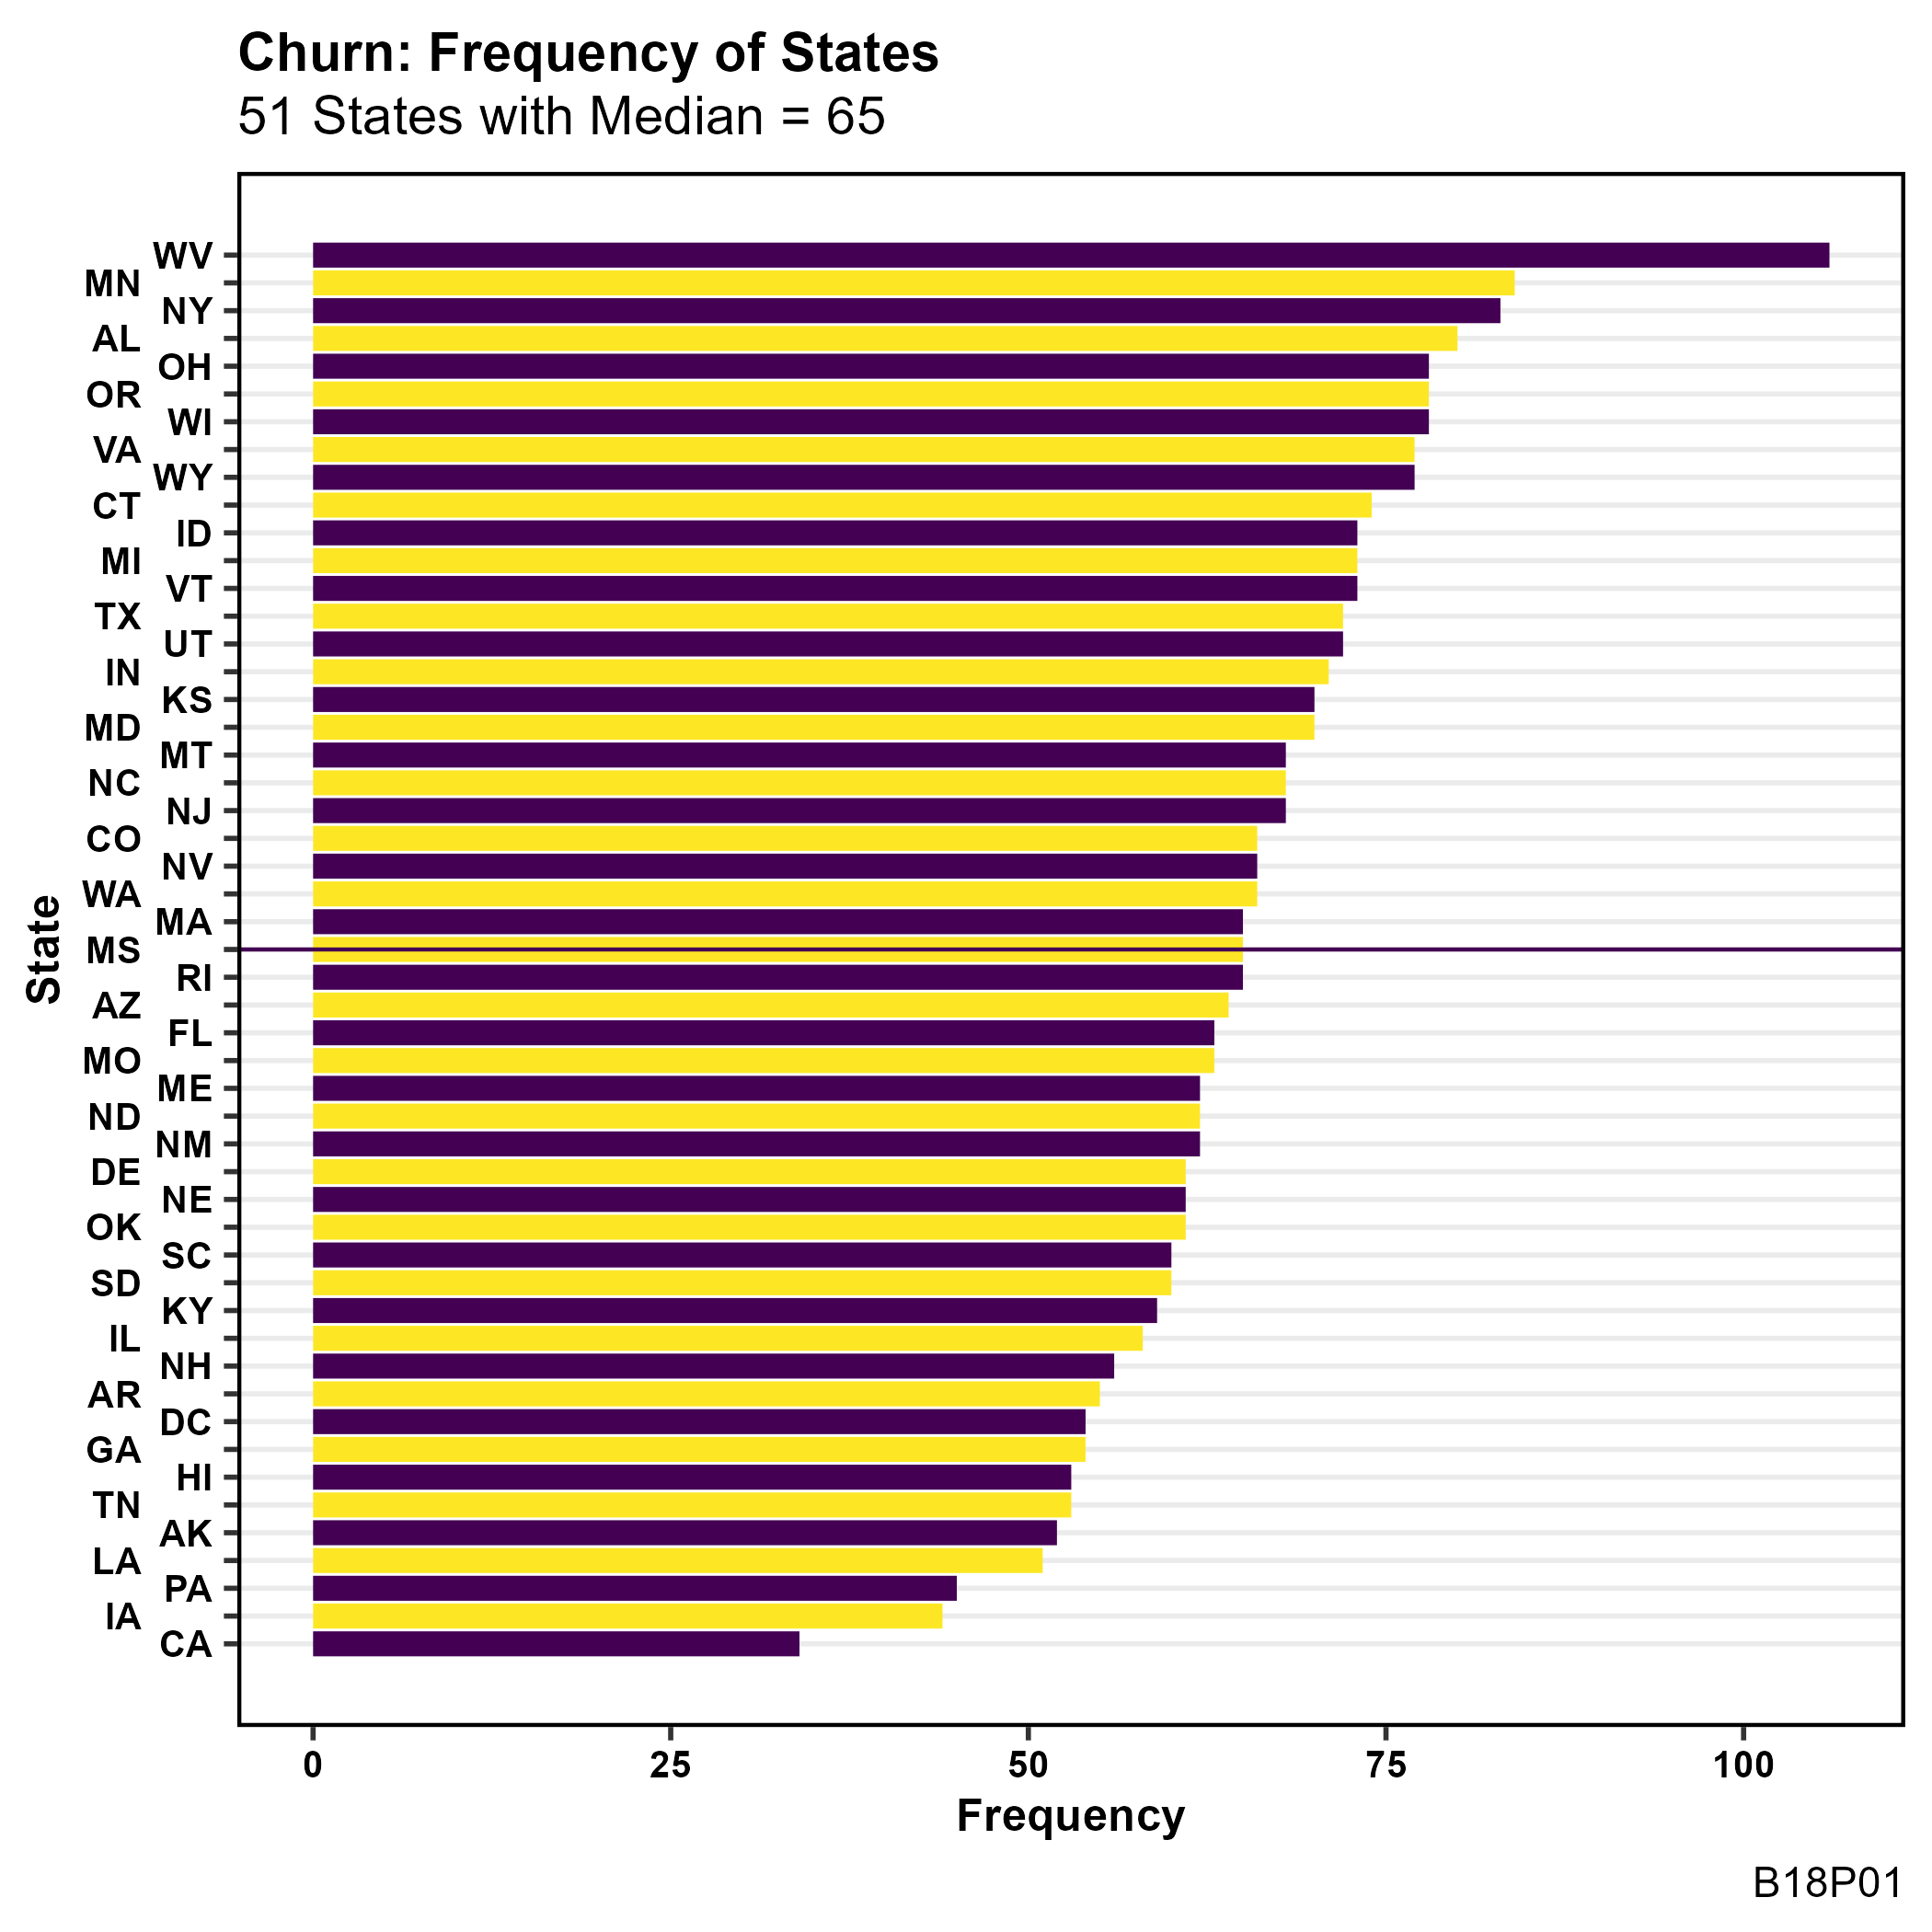 Churn: Frequency of States
51 States with Median = 65
WV
MN
NY
AL
OH
OR
WI
VA
WY
CT
ID
MI
VT
TX
UT
IN
KS
MD
MT
NC
NJ
CO
NV
WA
MA
MS
RI
AZ
FL
MO
ME
ND
NM
DE
NE
OK
SC
SD
KY
IL
NH
AR
DC
GA
HI
TN
AK
LA
PA
IA
CA
State
0 25 50 75 100
Frequency
B18P01